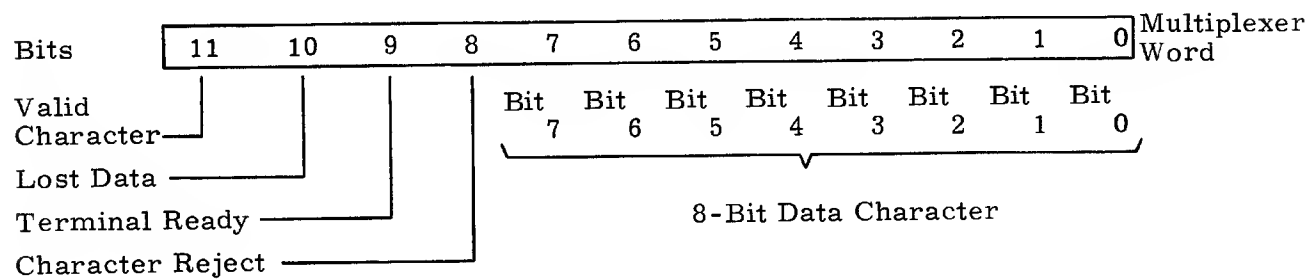 Bits 11 10 9 8 7 6 5 4 3 2 1 0 Multiplexer
Word
Valid Bit Bit Bit Bit Bit Bit Bit Bit
Character 7 6 5 4 3 2 1 0
Lost Data
Terminal Ready 8-Bit Data Character
Character Reject